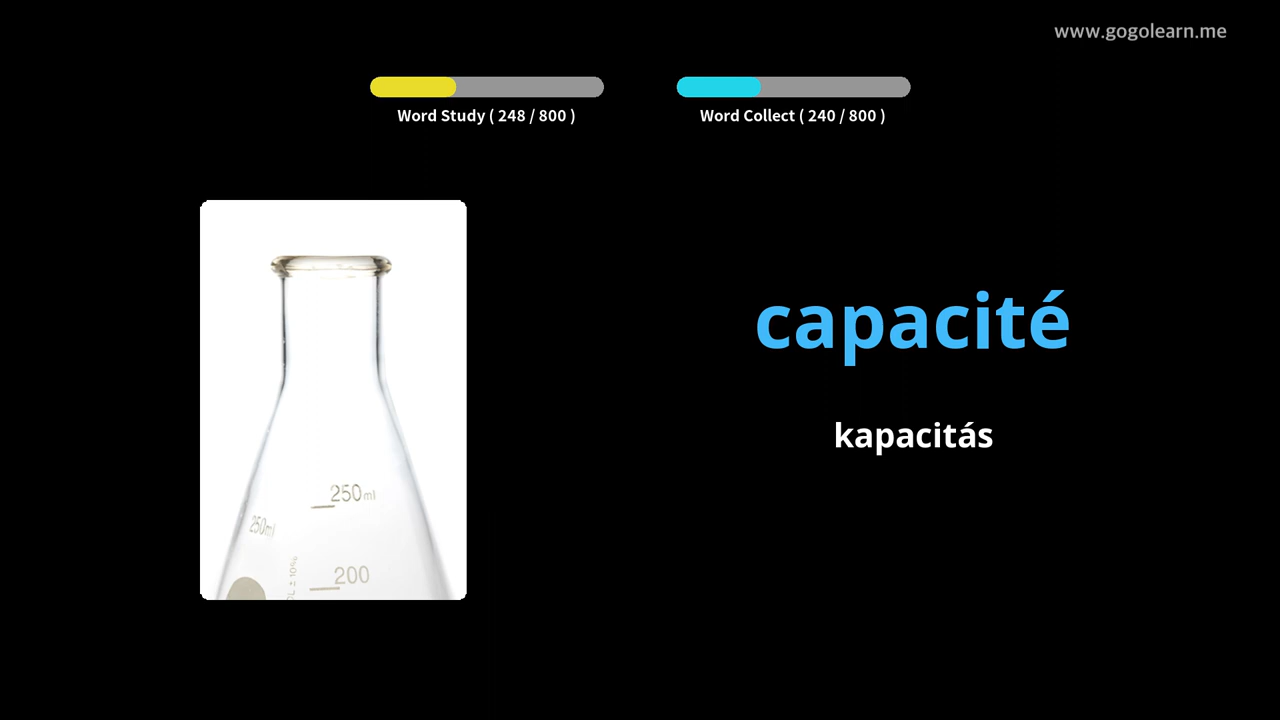 www.gogolearn.me
Word Study ( 248 / 800 )
Word Collect ( 240 / 800 )
capacité
kapacitás
250ml
250ml
200